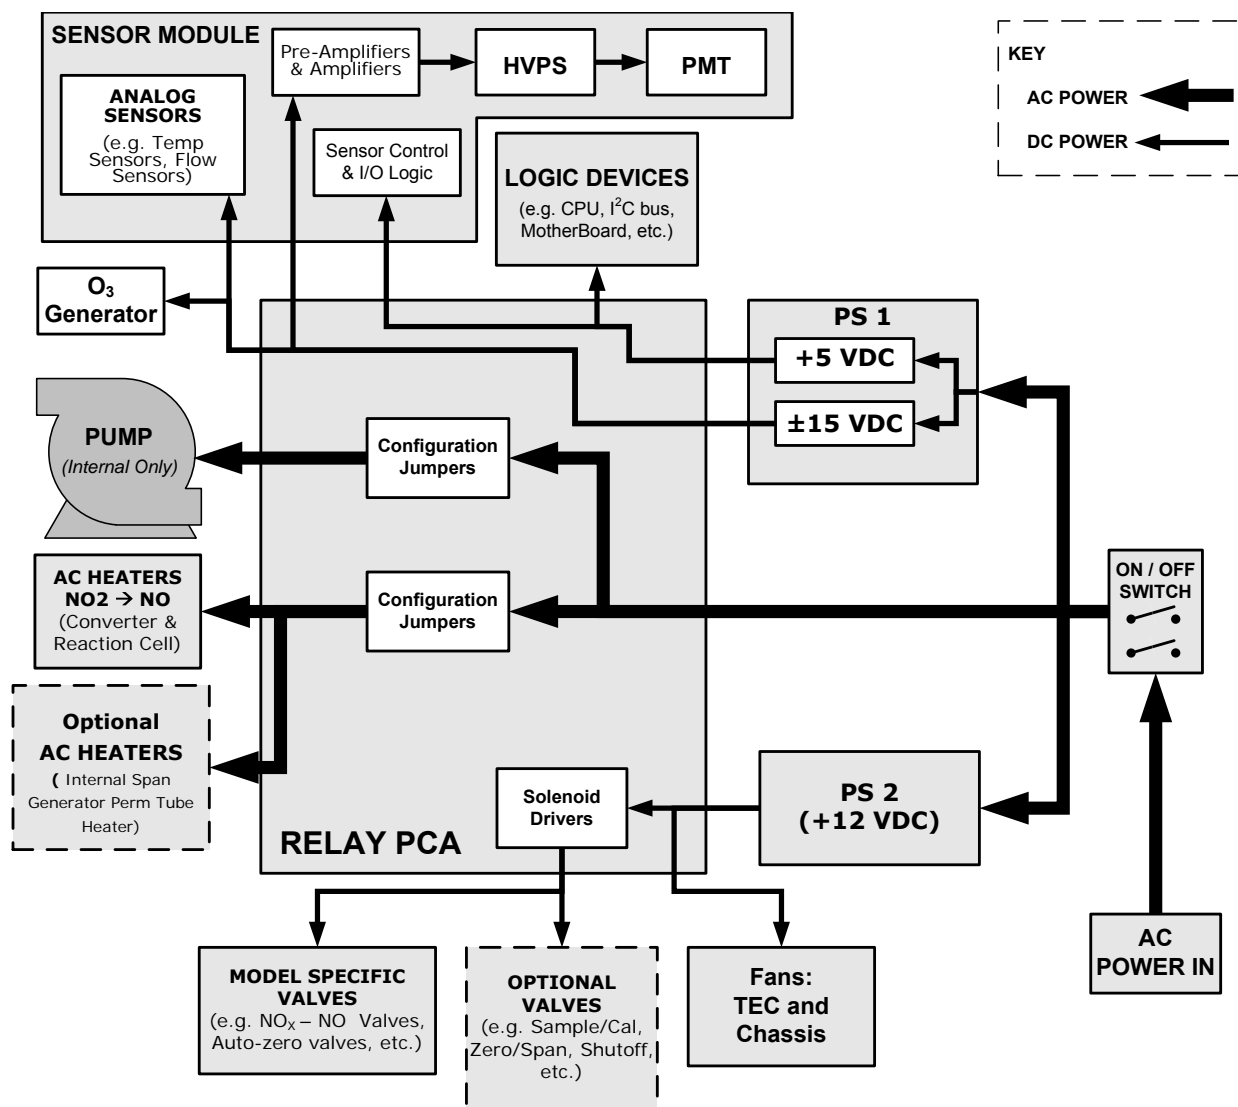 SENSOR MODULE
Pre-Amplifiers
& Amplifiers
HVPS
PMT
KEY
AC POWER
DC POWER
ANALOG
SENSORS
(e.g. Temp
Sensors, Flow
Sensors)
Sensor Control
& I/O Logic
LOGIC DEVICES
(e.g. CPU, I²C bus,
MotherBoard, etc.)
O₃
Generator
PS 1
+5 VDC
±15 VDC
PUMP
(Internal Only)
Configuration
Jumpers
AC HEATERS
NO2 → NO
(Converter &
Reaction Cell)
Configuration
Jumpers
ON / OFF
SWITCH
Optional
AC HEATERS
( Internal Span
Generator Perm Tube
Heater)
Solenoid
Drivers
PS 2
(+12 VDC)
RELAY PCA
AC
POWER IN
MODEL SPECIFIC
VALVES
(e.g. NOX – NO Valves,
Auto-zero valves, etc.)
OPTIONAL
VALVES
(e.g. Sample/Cal,
Zero/Span, Shutoff,
etc.)
Fans:
TEC and
Chassis